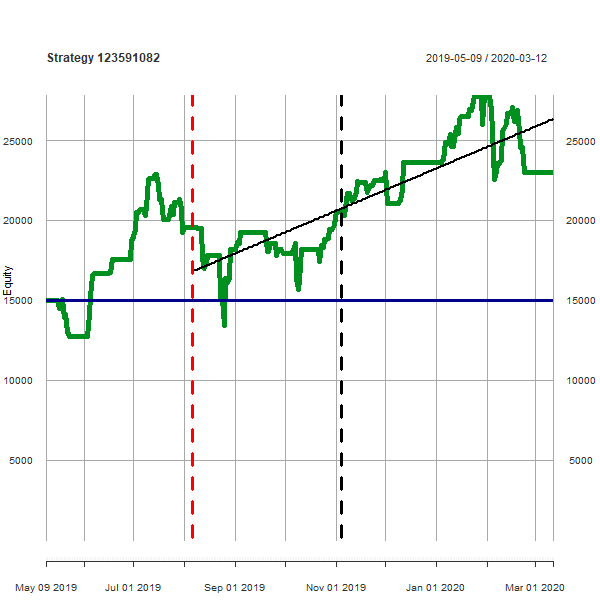 Strategy 123591082
2019-05-09 / 2020-03-12
25000
25000
20000
20000
Equity
15000
15000
10000
10000
5000
5000
May 09 2019
Jul 01 2019
Sep 01 2019
Nov 01 2019
Jan 01 2020
Mar 01 2020